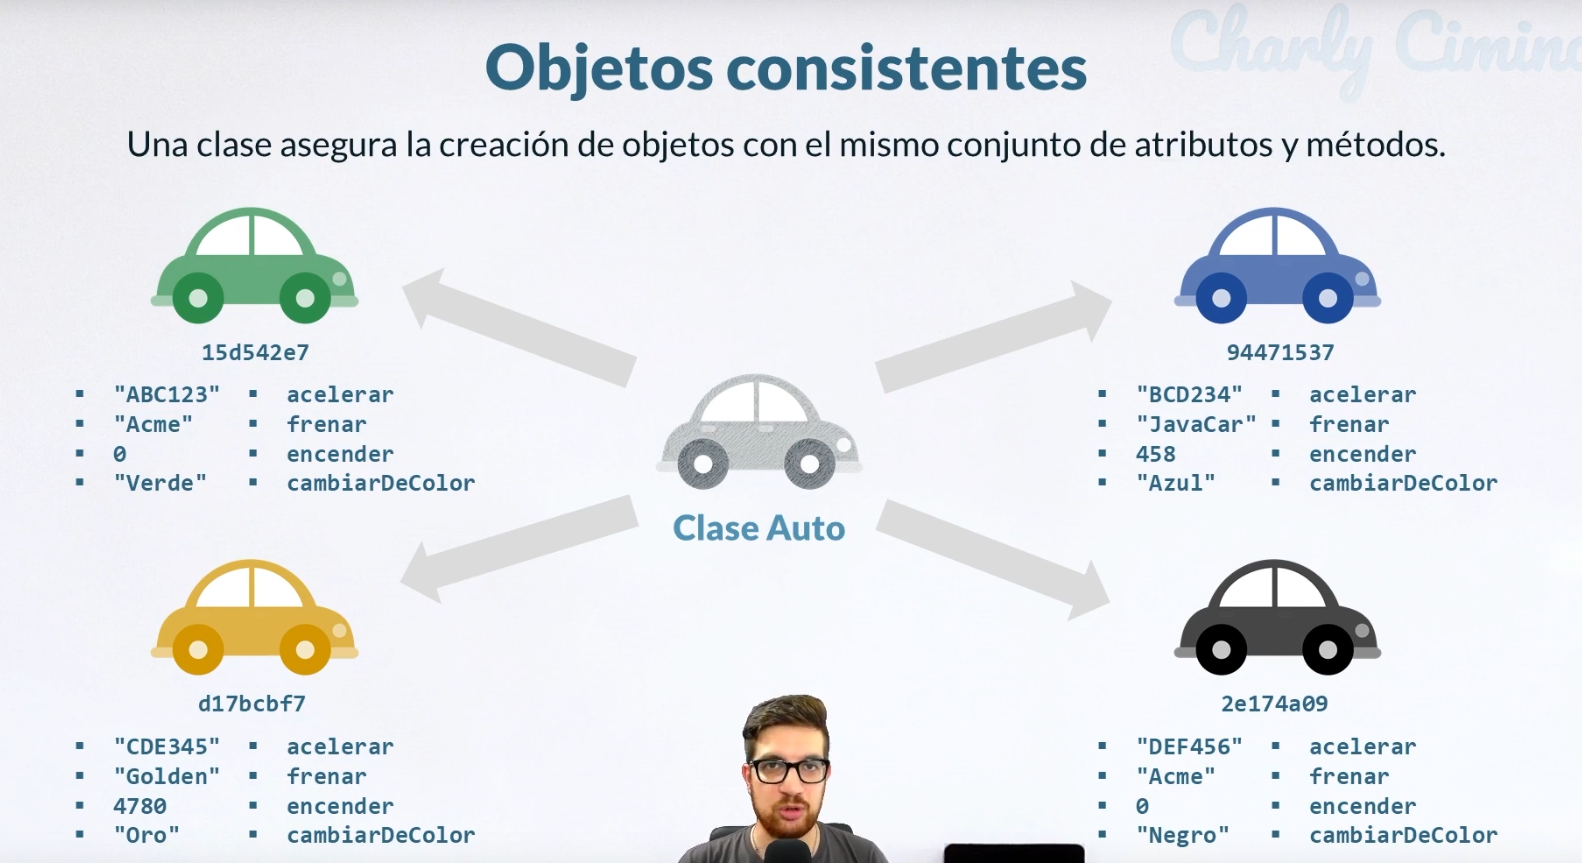 Charly Cimino
Objetos consistentes
Una clase asegura la creación de objetos con el mismo conjunto de atributos y métodos.
15d542e7
▪ "ABC123" ▪ acelerar
▪ "Acme" ▪ frenar
▪ 0 ▪ encender
▪ "Verde" ▪ cambiarDeColor
94471537
▪ "BCD234" ▪ acelerar
▪ "JavaCar" ▪ frenar
▪ 458 ▪ encender
▪ "Azul" ▪ cambiarDeColor
Clase Auto
d17bcbf7
▪ "CDE345" ▪ acelerar
▪ "Golden" ▪ frenar
▪ 4780 ▪ encender
▪ "Oro" ▪ cambiarDeColor
2e174a09
▪ "DEF456" ▪ acelerar
▪ "Acme" ▪ frenar
▪ 0 ▪ encender
▪ "Negro" ▪ cambiarDeColor